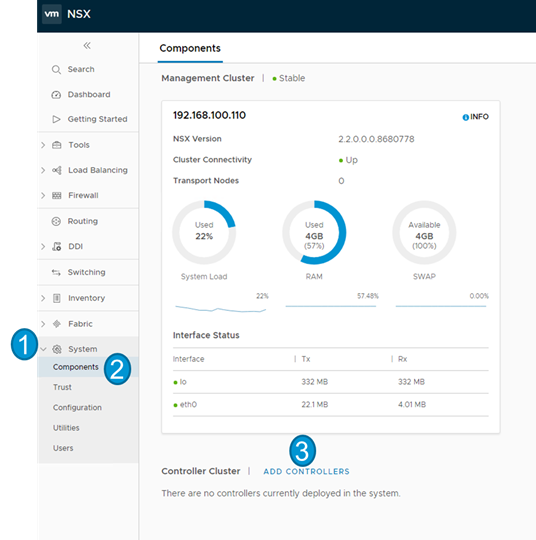 vm NSX
«
Search
Dashboard
Getting Started
Tools
Load Balancing
Firewall
Routing
DDI
Switching
Inventory
Fabric
1 System
Components 2
Trust
Configuration
Utilities
Users
Components
Management Cluster | Stable
192.168.100.110 INFO
NSX Version 2.2.0.0.0.8680778
Cluster Connectivity Up
Transport Nodes 0
Used
22%
Used
4GB
(57%)
Available
4GB
(100%)
System Load RAM SWAP
22% 57.48% 0.00%
Interface Status
Interface | Tx | Rx
lo 332 MB 332 MB
eth0 22.1 MB 4.01 MB
3
Controller Cluster | ADD CONTROLLERS
There are no controllers currently deployed in the system.